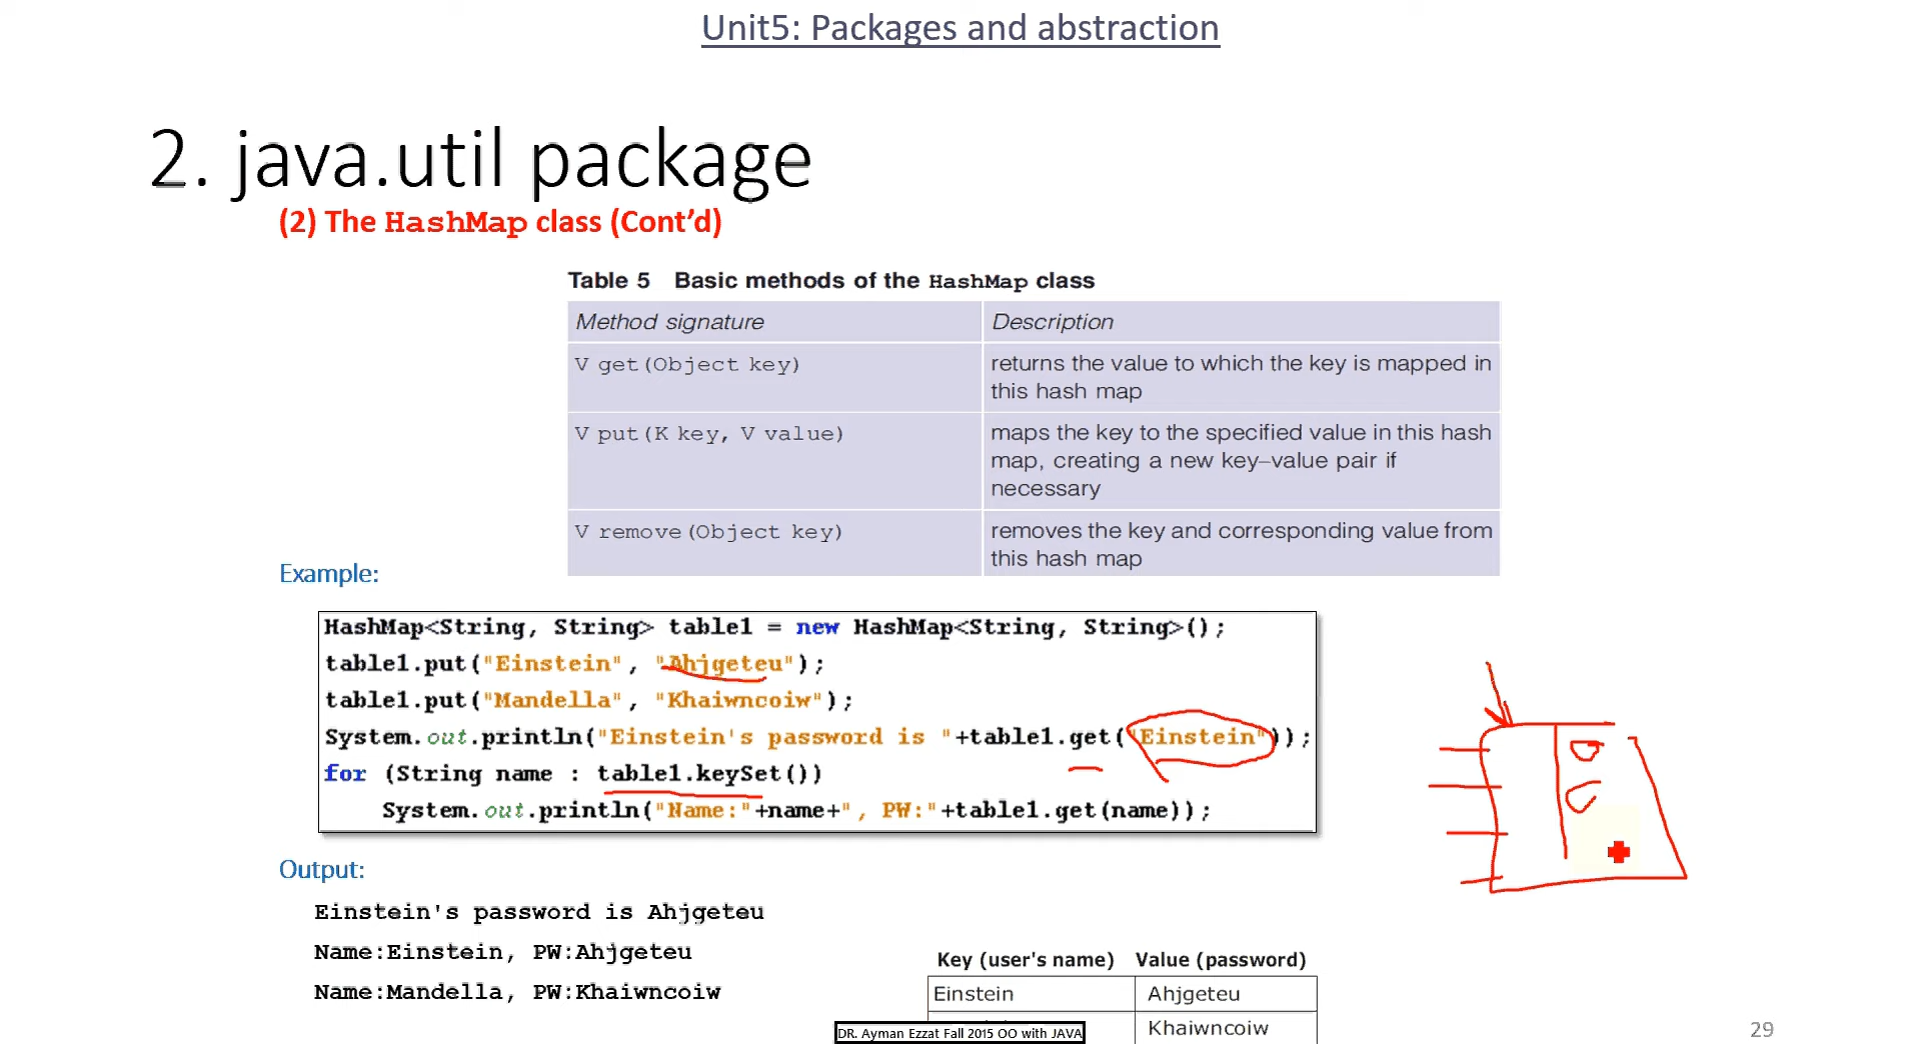 Unit5: Packages and abstraction
2. java.util package
(2) The HashMap class (Cont’d)
Table 5 Basic methods of the HashMap class
Method signature Description
V get(Object key) returns the value to which the key is mapped in
this hash map
V put(K key, V value) maps the key to the specified value in this hash
map, creating a new key–value pair if
necessary
V remove(Object key) removes the key and corresponding value from
this hash map
Example:
HashMap<String, String> table1 = new HashMap<String, String>();
table1.put("Einstein", "Ahjgeteu");
table1.put("Mandella", "Khaiwncoiw");
System.out.println("Einstein's password is "+table1.get("Einstein"));
for (String name : table1.keySet())
System.out.println("Name:"+name+", PW:"+table1.get(name));
Output:
Einstein's password is Ahjgeteu
Name:Einstein, PW:Ahjgeteu
Name:Mandella, PW:Khaiwncoiw
Key (user's name) Value (password)
Einstein Ahjgeteu
Khaiwncoiw
DR. Ayman Ezzat Fall 2015 OO with JAVA
29